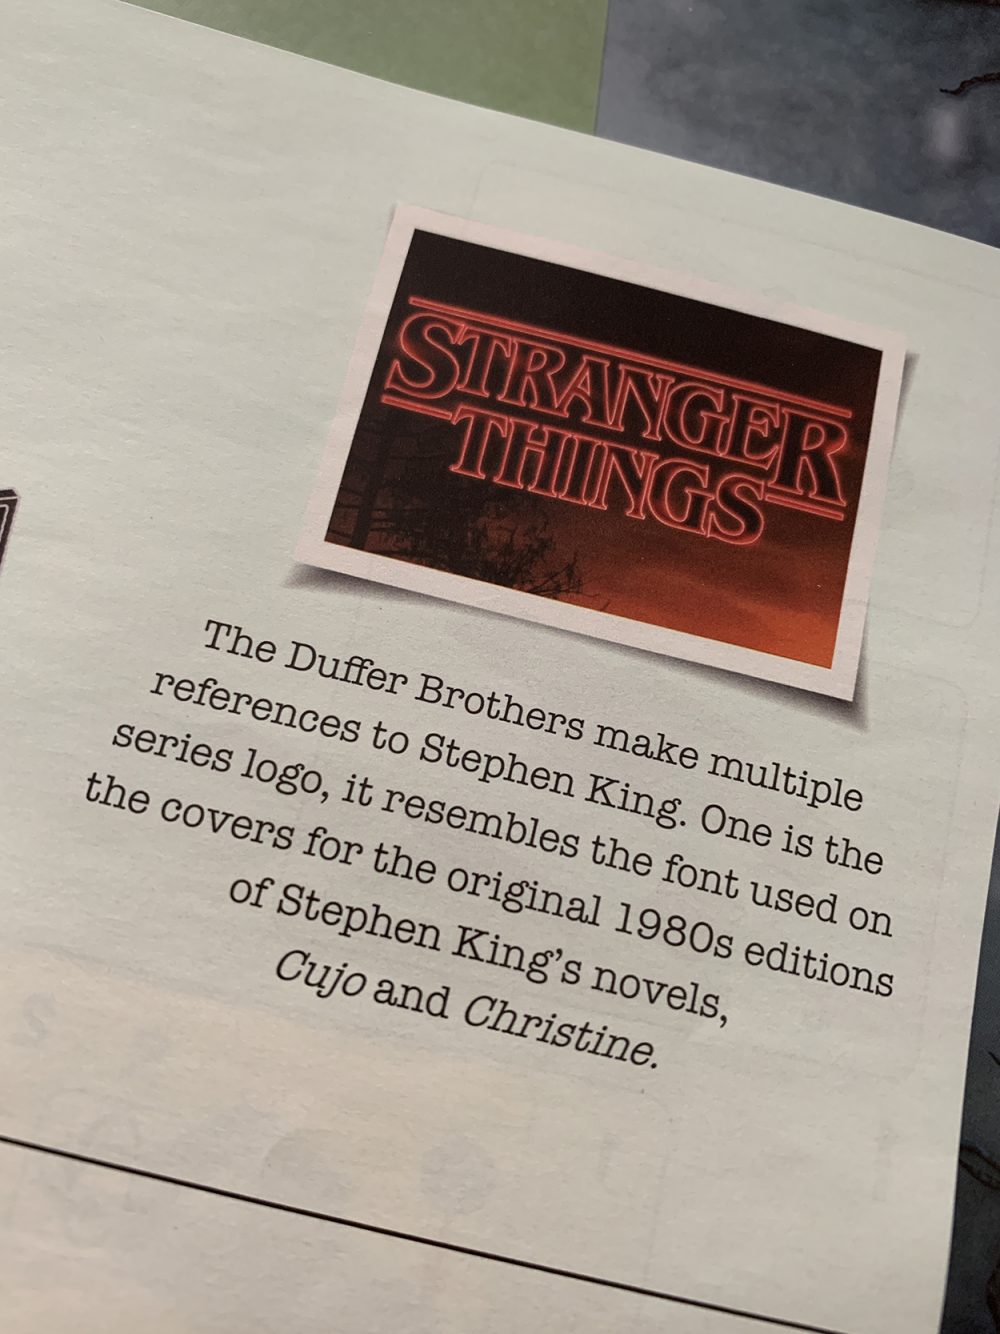 STRANGER
THINGS
The Duffer Brothers make multiple
references to Stephen King. One is the
series logo, it resembles the font used on
the covers for the original 1980s editions
of Stephen King's novels,
Cujo and Christine.